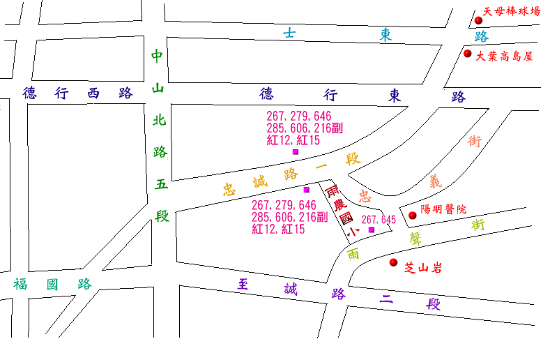 天母棒球場
士東路
大葉高島屋
中山北路五段
德行西路
德行東路
267,279,646
285,606,216副
紅12,紅15
忠誠路一段
忠義街
267,279,646
285,606,216副
紅12,紅15
雨農國小
267,645
陽明醫院
雨聲街
芝山岩
福國路
至誠路二段